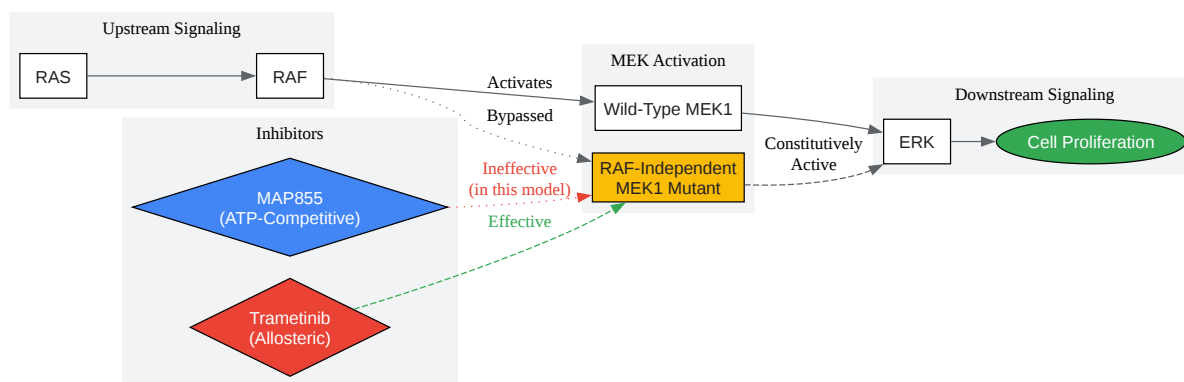 Upstream Signaling
RAS
RAF
MEK Activation
Activates
Wild-Type MEK1
Bypassed
Downstream Signaling
ERK
Cell Proliferation
Inhibitors
MAP855
(ATP-Competitive)
Ineffective
(in this model)
RAF-Independent
MEK1 Mutant
Constitutively
Active
Effective
Trametinib
(Allosteric)